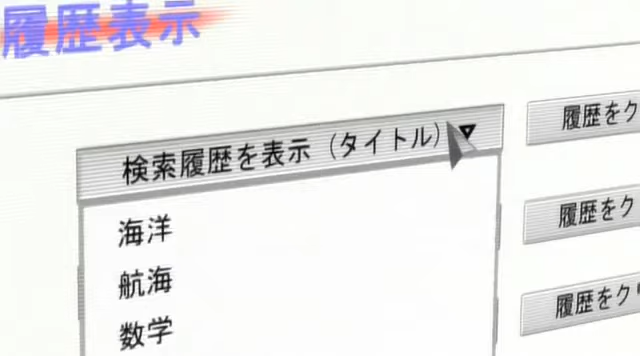 履歴表示
検索履歴を表示（タイトル）▼
履歴をク
海洋
履歴をク
航海
履歴をク
数学